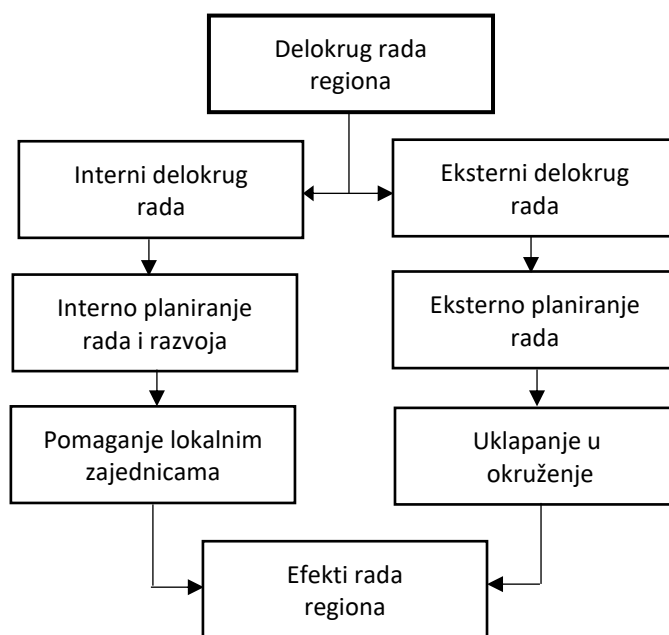 Delokrug rada
regiona
Interni delokrug
rada
Eksterni delokrug
rada
Interno planiranje
rada i razvoja
Eksterno planiranje
rada
Pomaganje lokalnim
zajednicama
Uklapanje u
okruženje
Efekti rada
regiona